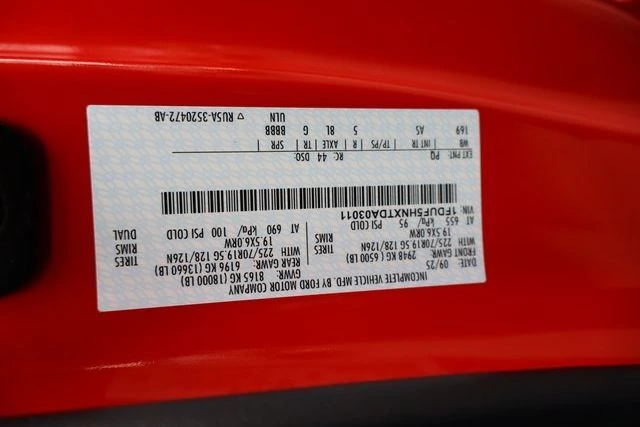 INCOMPLETE VEHICLE MFD. BY FORD MOTOR COMPANY
DATE: 09/25 GVWR: 8165 KG (18000 LB)
FRONT GAWR: 2948 KG (6500 LB) REAR GAWR: 6196 KG (13660 LB)
WITH 225/70R19.5G 128/126N TIRES WITH 225/70R19.5G 128/126N TIRES
19.5X6.0RW RIMS 19.5X6.0RW RIMS
AT 655 kPa/ 95 PSI COLD AT 690 kPa/ 100 PSI COLD DUAL
VIN: 1FDUF5HNXTDA03011
EXT PNT: PQ RC: 44 DSO:
WB INT TR TP/PS R AXLE TR SPR
169 AS 5 8L G BBBB
ULN
▽ RU5A-3520472-AB